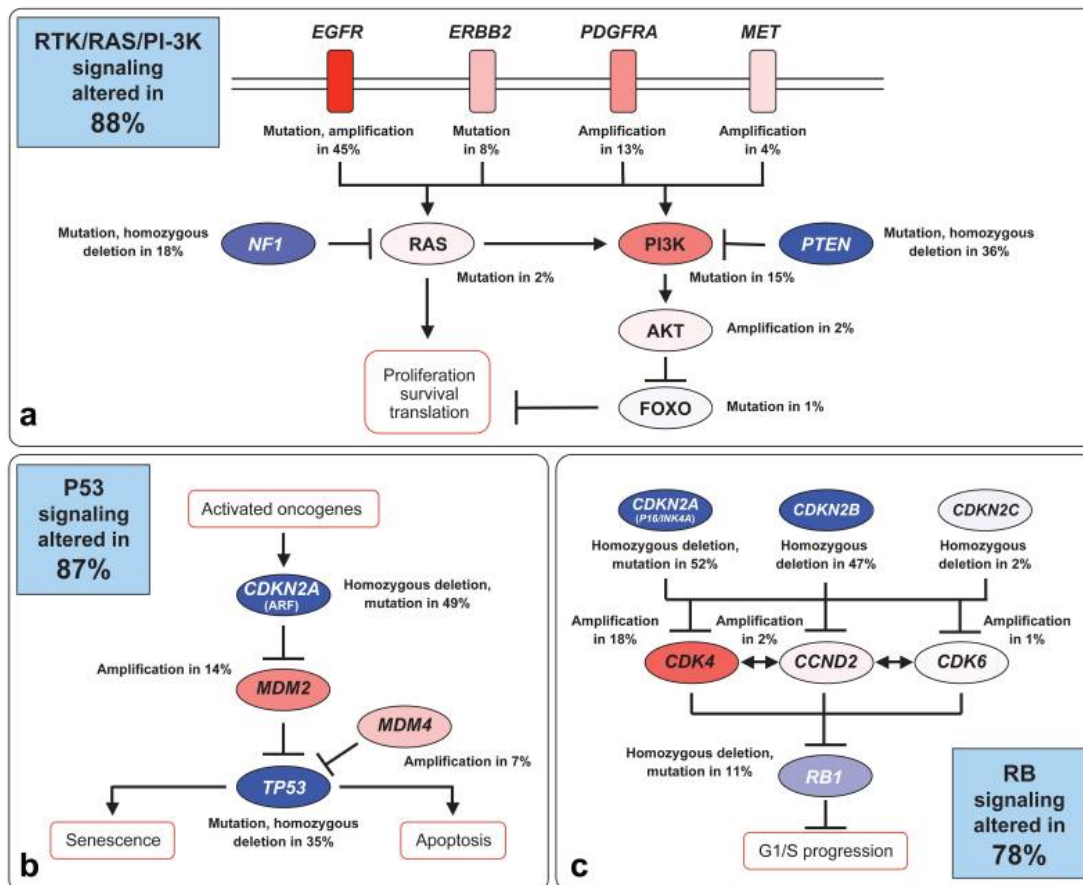 RTK/RAS/PI-3K
signaling
altered in
88%
EGFR
ERBB2
PDGFRA
MET
Mutation, amplification
in 45%
Mutation
in 8%
Amplification
in 13%
Amplification
in 4%
Mutation, homozygous
deletion in 18%
NF1
RAS
PI3K
PTEN
Mutation, homozygous
deletion in 36%
Mutation in 2%
Mutation in 15%
AKT
Amplification in 2%
Proliferation
survival
translation
FOXO
Mutation in 1%
a
P53
signaling
altered in
87%
Activated oncogenes
CDKN2A
(ARF)
Homozygous deletion,
mutation in 49%
Amplification in 14%
MDM2
MDM4
Amplification in 7%
TP53
Senescence
Mutation, homozygous
deletion in 35%
Apoptosis
b
CDKN2A
(P16/INK4A)
CDKN2B
CDKN2C
Homozygous deletion,
mutation in 52%
Homozygous
deletion in 47%
Homozygous
deletion in 2%
Amplification
in 18%
Amplification
in 2%
Amplification
in 1%
CDK4
CCND2
CDK6
Homozygous deletion,
mutation in 11%
RB1
G1/S progression
RB
signaling
altered in
78%
c